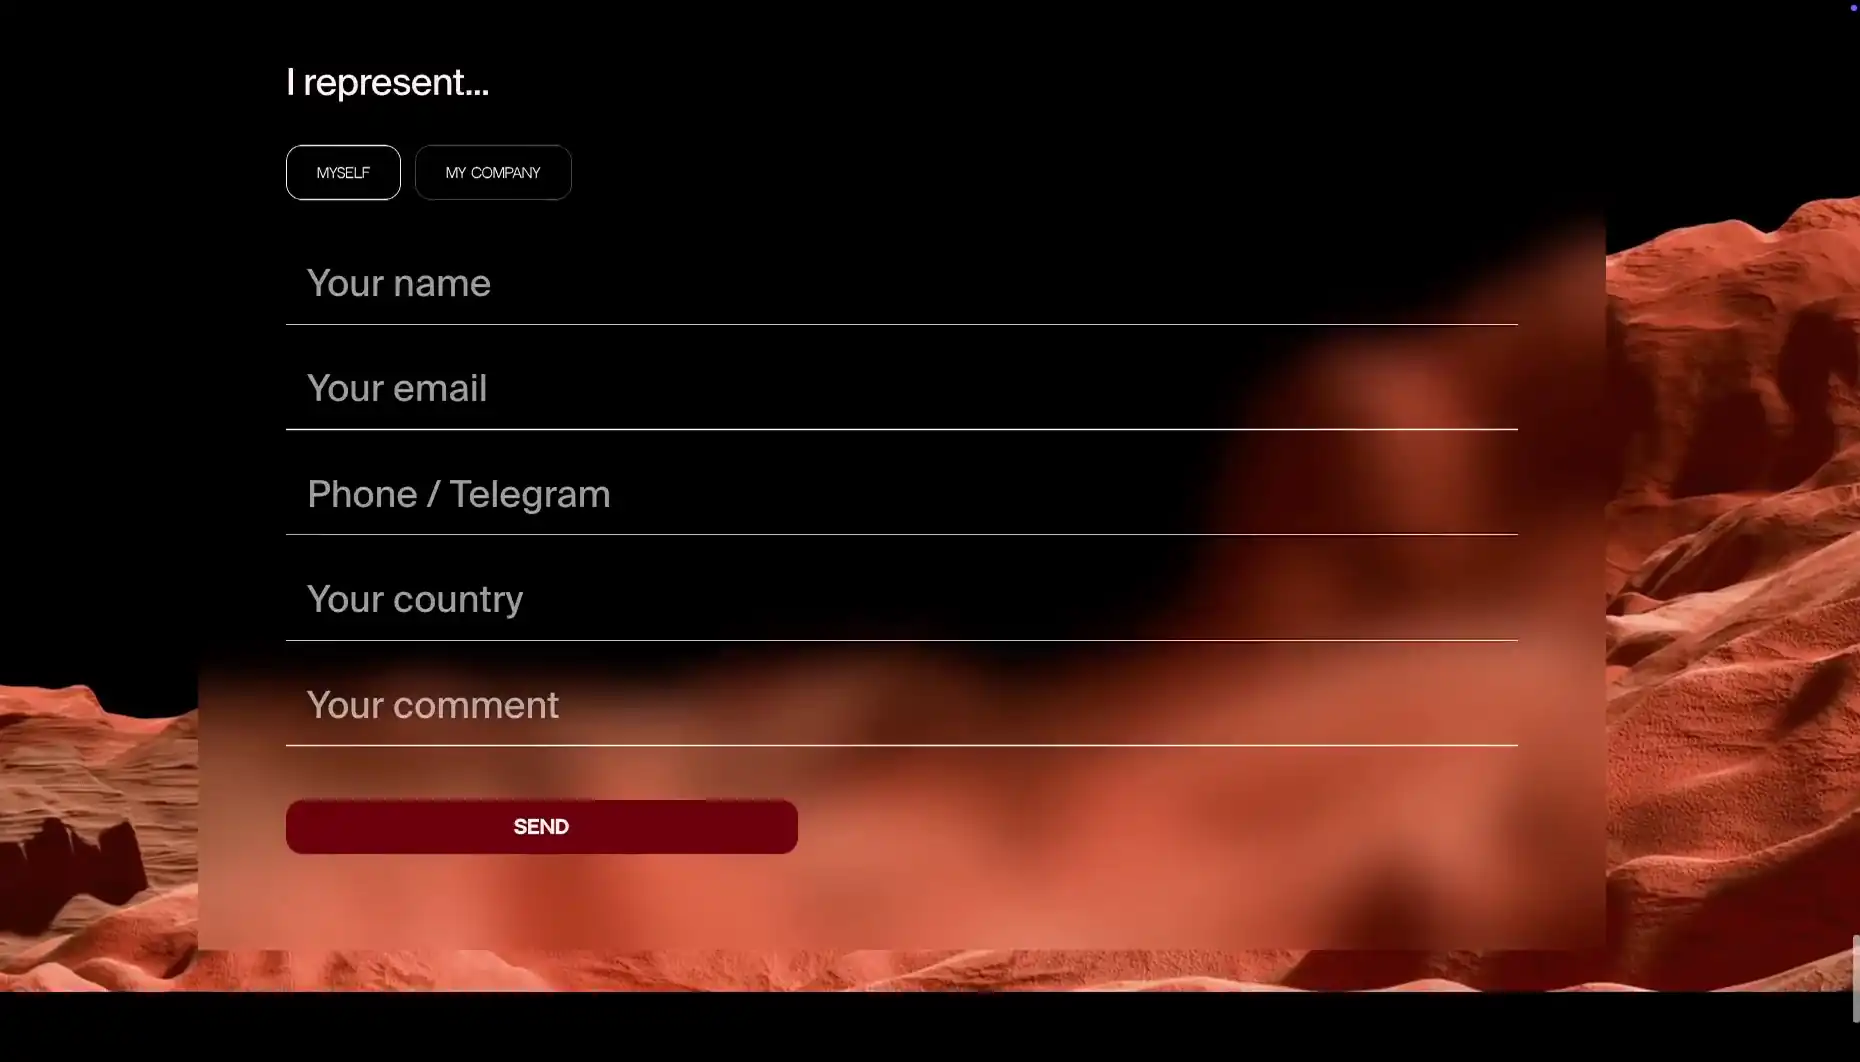 I represent...
MYSELF
MY COMPANY
Your name
Your email
Phone / Telegram
Your country
Your comment
SEND